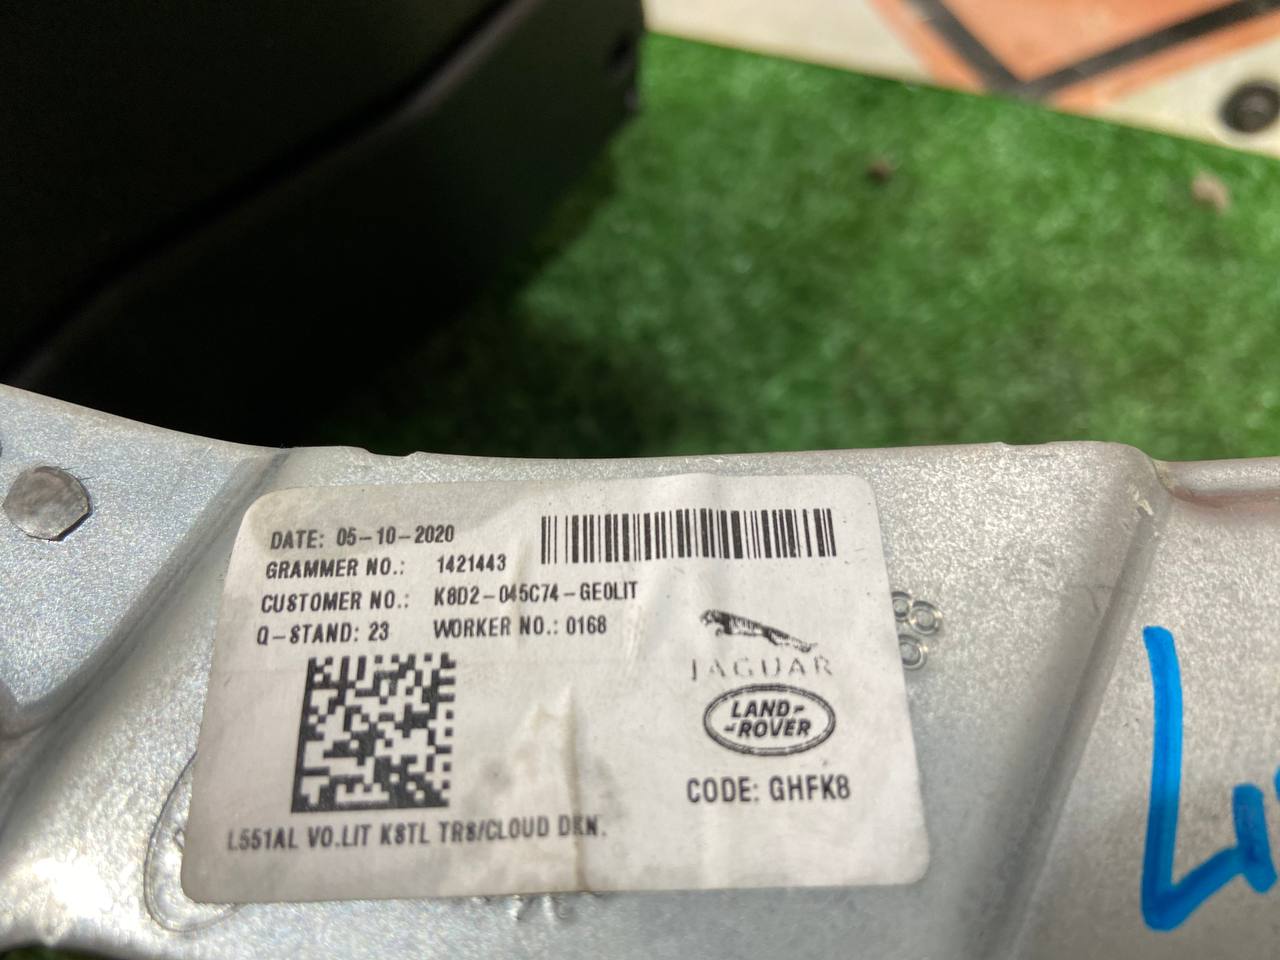 DATE: 05-10-2020
GRAMMER NO.: 1421443
CUSTOMER NO.: K8D2-045C74-GE0LIT
Q-STAND: 23 WORKER NO.: 0168
JAGUAR
LAND-
-ROVER
CODE: GHFK8
L551AL VO.LIT K8TL TR8/CLOUD DKN.